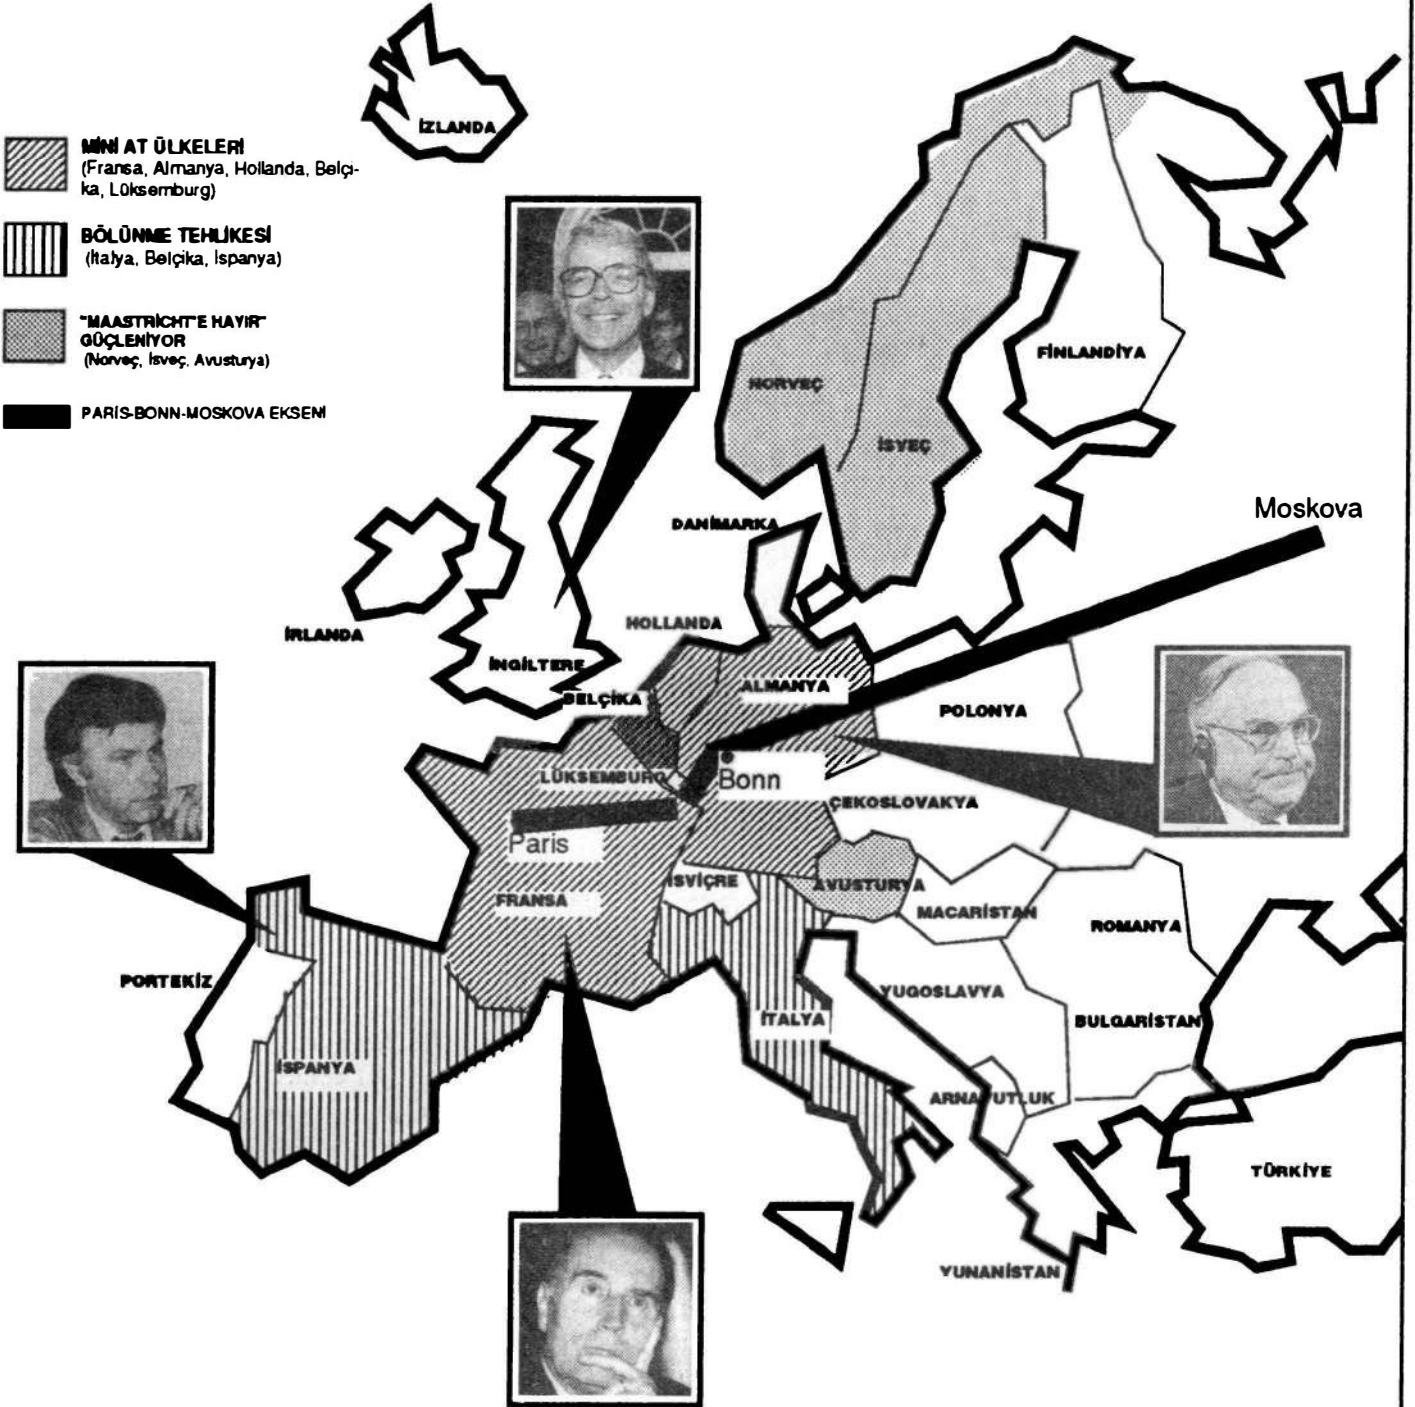 İZLANDA
MİNİ AT ÜLKELERİ
(Fransa, Almanya, Hollanda, Belçi-
ka, Lüksemburg)
BÖLÜNME TEHLİKESİ
(İtalya, Belçika, İspanya)
"MAASTRİCHT'E HAYIR"
GÜÇLENİYOR
(Norveç, İsveç, Avusturya)
PARİS-BONN-MOSKOVA EKSENİ
FİNLANDİYA
NORVEÇ
İSVEÇ
Moskova
DANİMARKA
HOLLANDA
İRLANDA
İNGİLTERE
ALMANYA
BELÇİKA
POLONYA
LÜKSEMBURG
Bonn
ÇEKOSLOVAKYA
Paris
İSVİÇRE
AVUSTURYA
FRANSA
MACARİSTAN
ROMANYA
PORTEKİZ
YUGOSLAVYA
İTALYA
BULGARİSTAN
İSPANYA
ARNAVUTLUK
TÜRKİYE
YUNANİSTAN